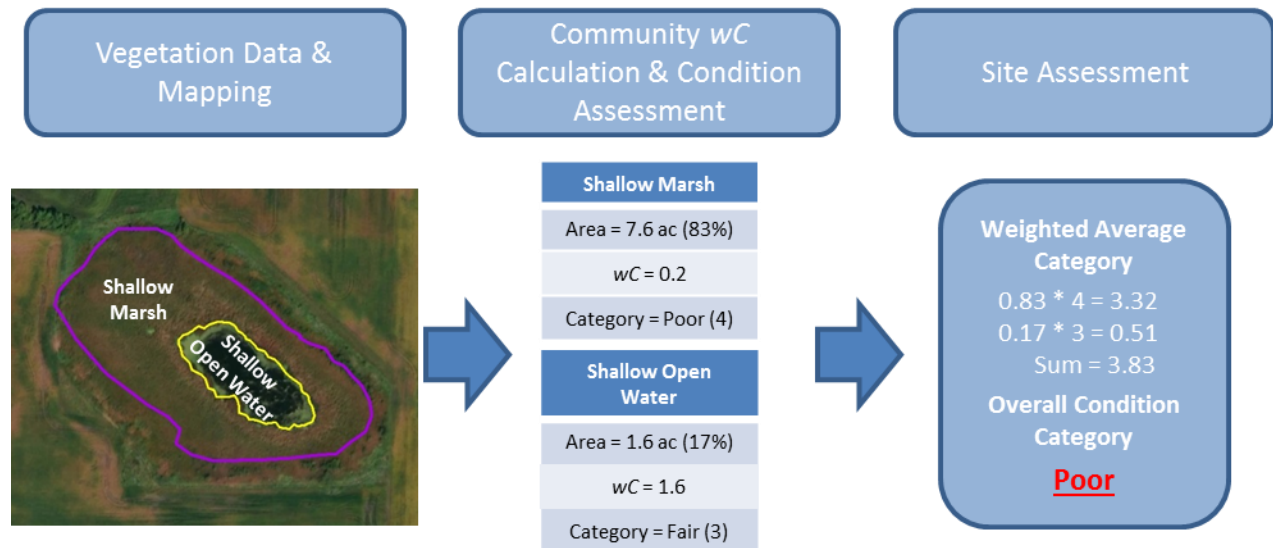 Vegetation Data &
Mapping
Community wC
Calculation & Condition
Assessment
Site Assessment
Shallow
Marsh
Shallow
Open Water
Shallow Marsh
Area = 7.6 ac (83%)
wC = 0.2
Category = Poor (4)
Shallow Open
Water
Area = 1.6 ac (17%)
wC = 1.6
Category = Fair (3)
Weighted Average
Category
0.83 * 4 = 3.32
0.17 * 3 = 0.51
Sum = 3.83
Overall Condition
Category
Poor